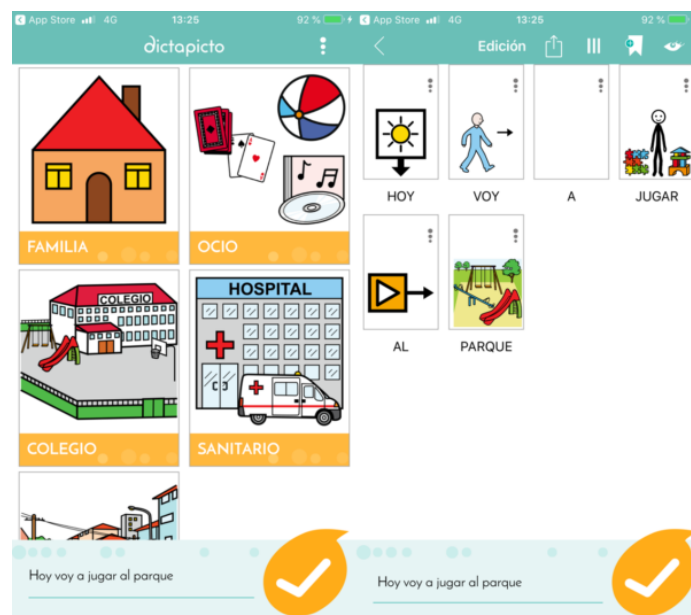 App Store 4G 13:25 92 %
dictapicto
FAMILIA
OCIO
COLEGIO
COLEGIO
HOSPITAL
SANITARIO
Hoy voy a jugar al parque
App Store 4G 13:25 92 %
Edición
HOY VOY A JUGAR
AL PARQUE
Hoy voy a jugar al parque